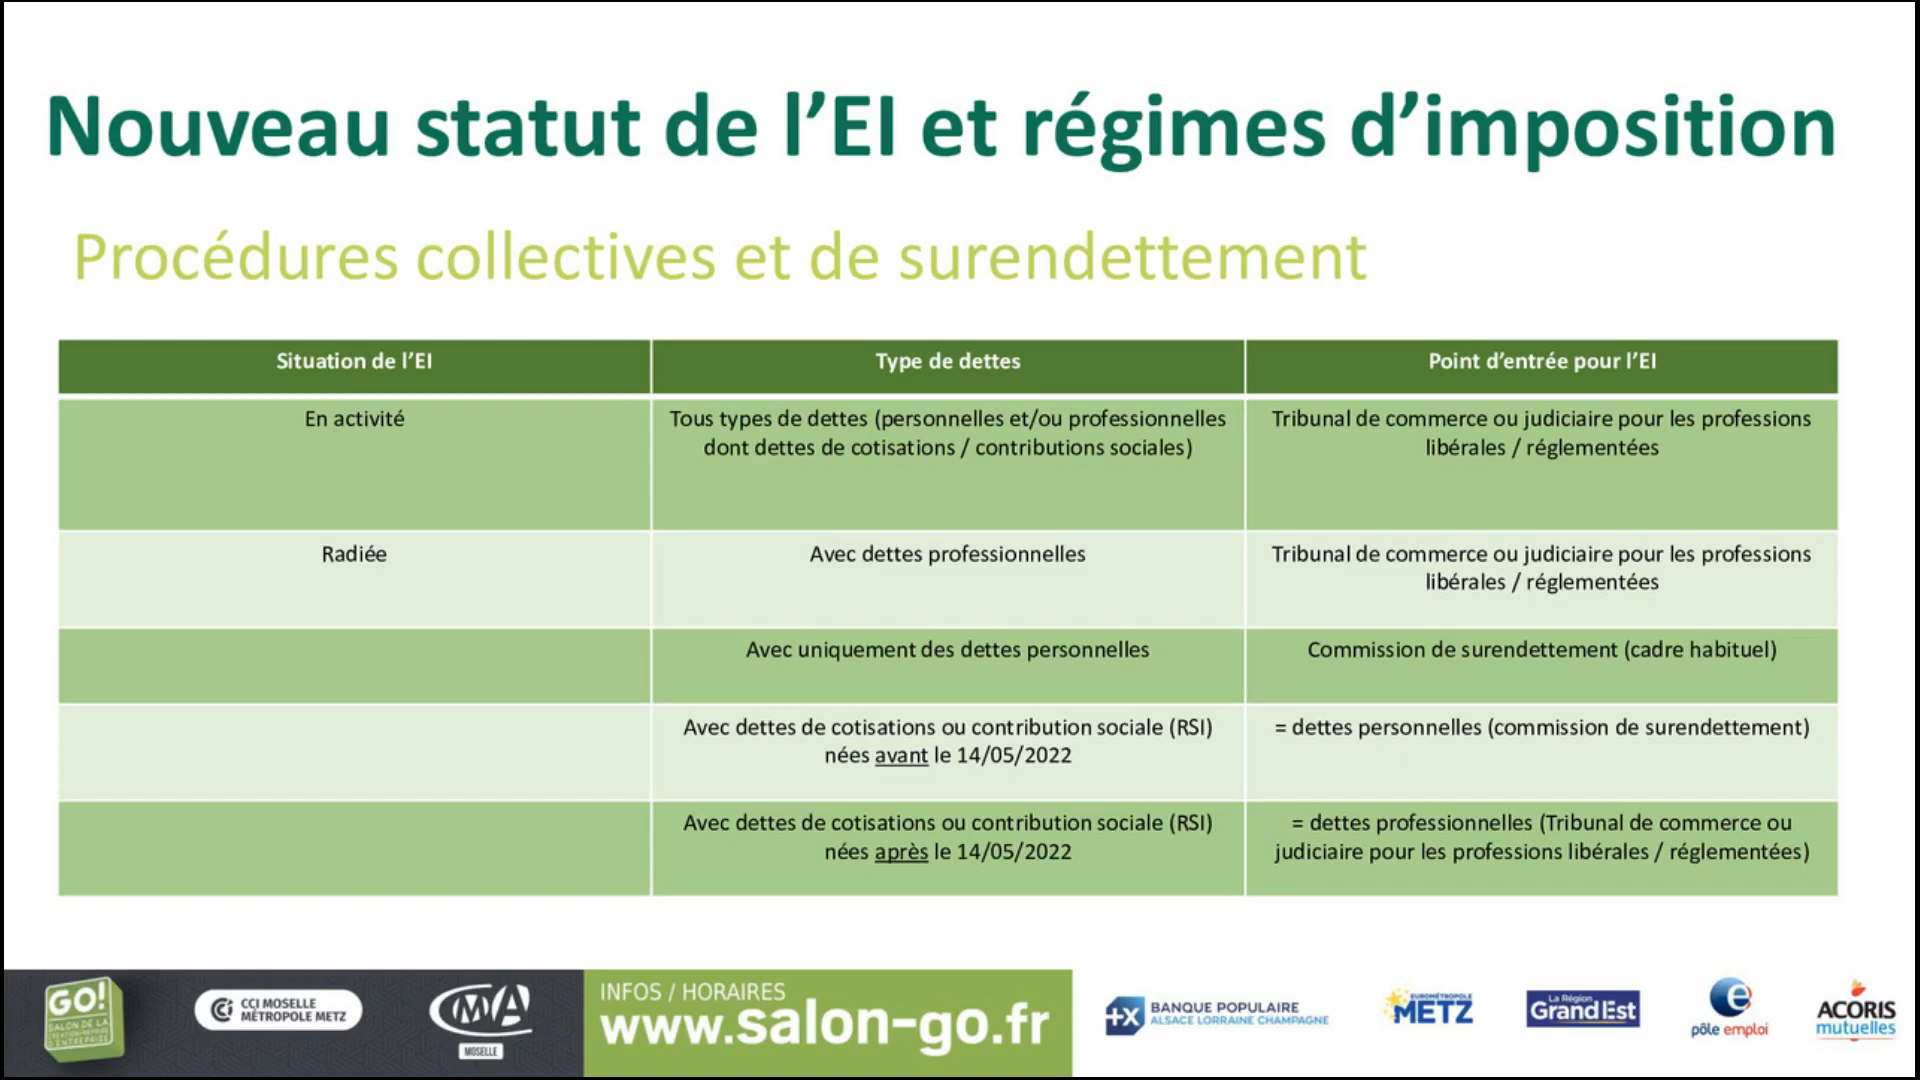 Nouveau statut de l’EI et régimes d’imposition
Procédures collectives et de surendettement
Situation de l’EI
Type de dettes
Point d’entrée pour l’EI
En activité
Tous types de dettes (personnelles et/ou professionnelles
dont dettes de cotisations / contributions sociales)
Tribunal de commerce ou judiciaire pour les professions
libérales / réglementées
Radiée
Avec dettes professionnelles
Tribunal de commerce ou judiciaire pour les professions
libérales / réglementées
Avec uniquement des dettes personnelles
Commission de surendettement (cadre habituel)
Avec dettes de cotisations ou contribution sociale (RSI)
nées avant le 14/05/2022
= dettes personnelles (commission de surendettement)
Avec dettes de cotisations ou contribution sociale (RSI)
nées après le 14/05/2022
= dettes professionnelles (Tribunal de commerce ou
judiciaire pour les professions libérales / réglementées)
GO!
SALON DE LA
CRÉATION-REPRISE
D'ENTREPRISE
CCI MOSELLE
MÉTROPOLE METZ
CMA
MOSELLE
INFOS / HORAIRES
www.salon-go.fr
+X
BANQUE POPULAIRE
ALSACE LORRAINE CHAMPAGNE
EUROMÉTROPOLE
METZ
La Région
Grand Est
pôle emploi
ACORIS
mutuelles